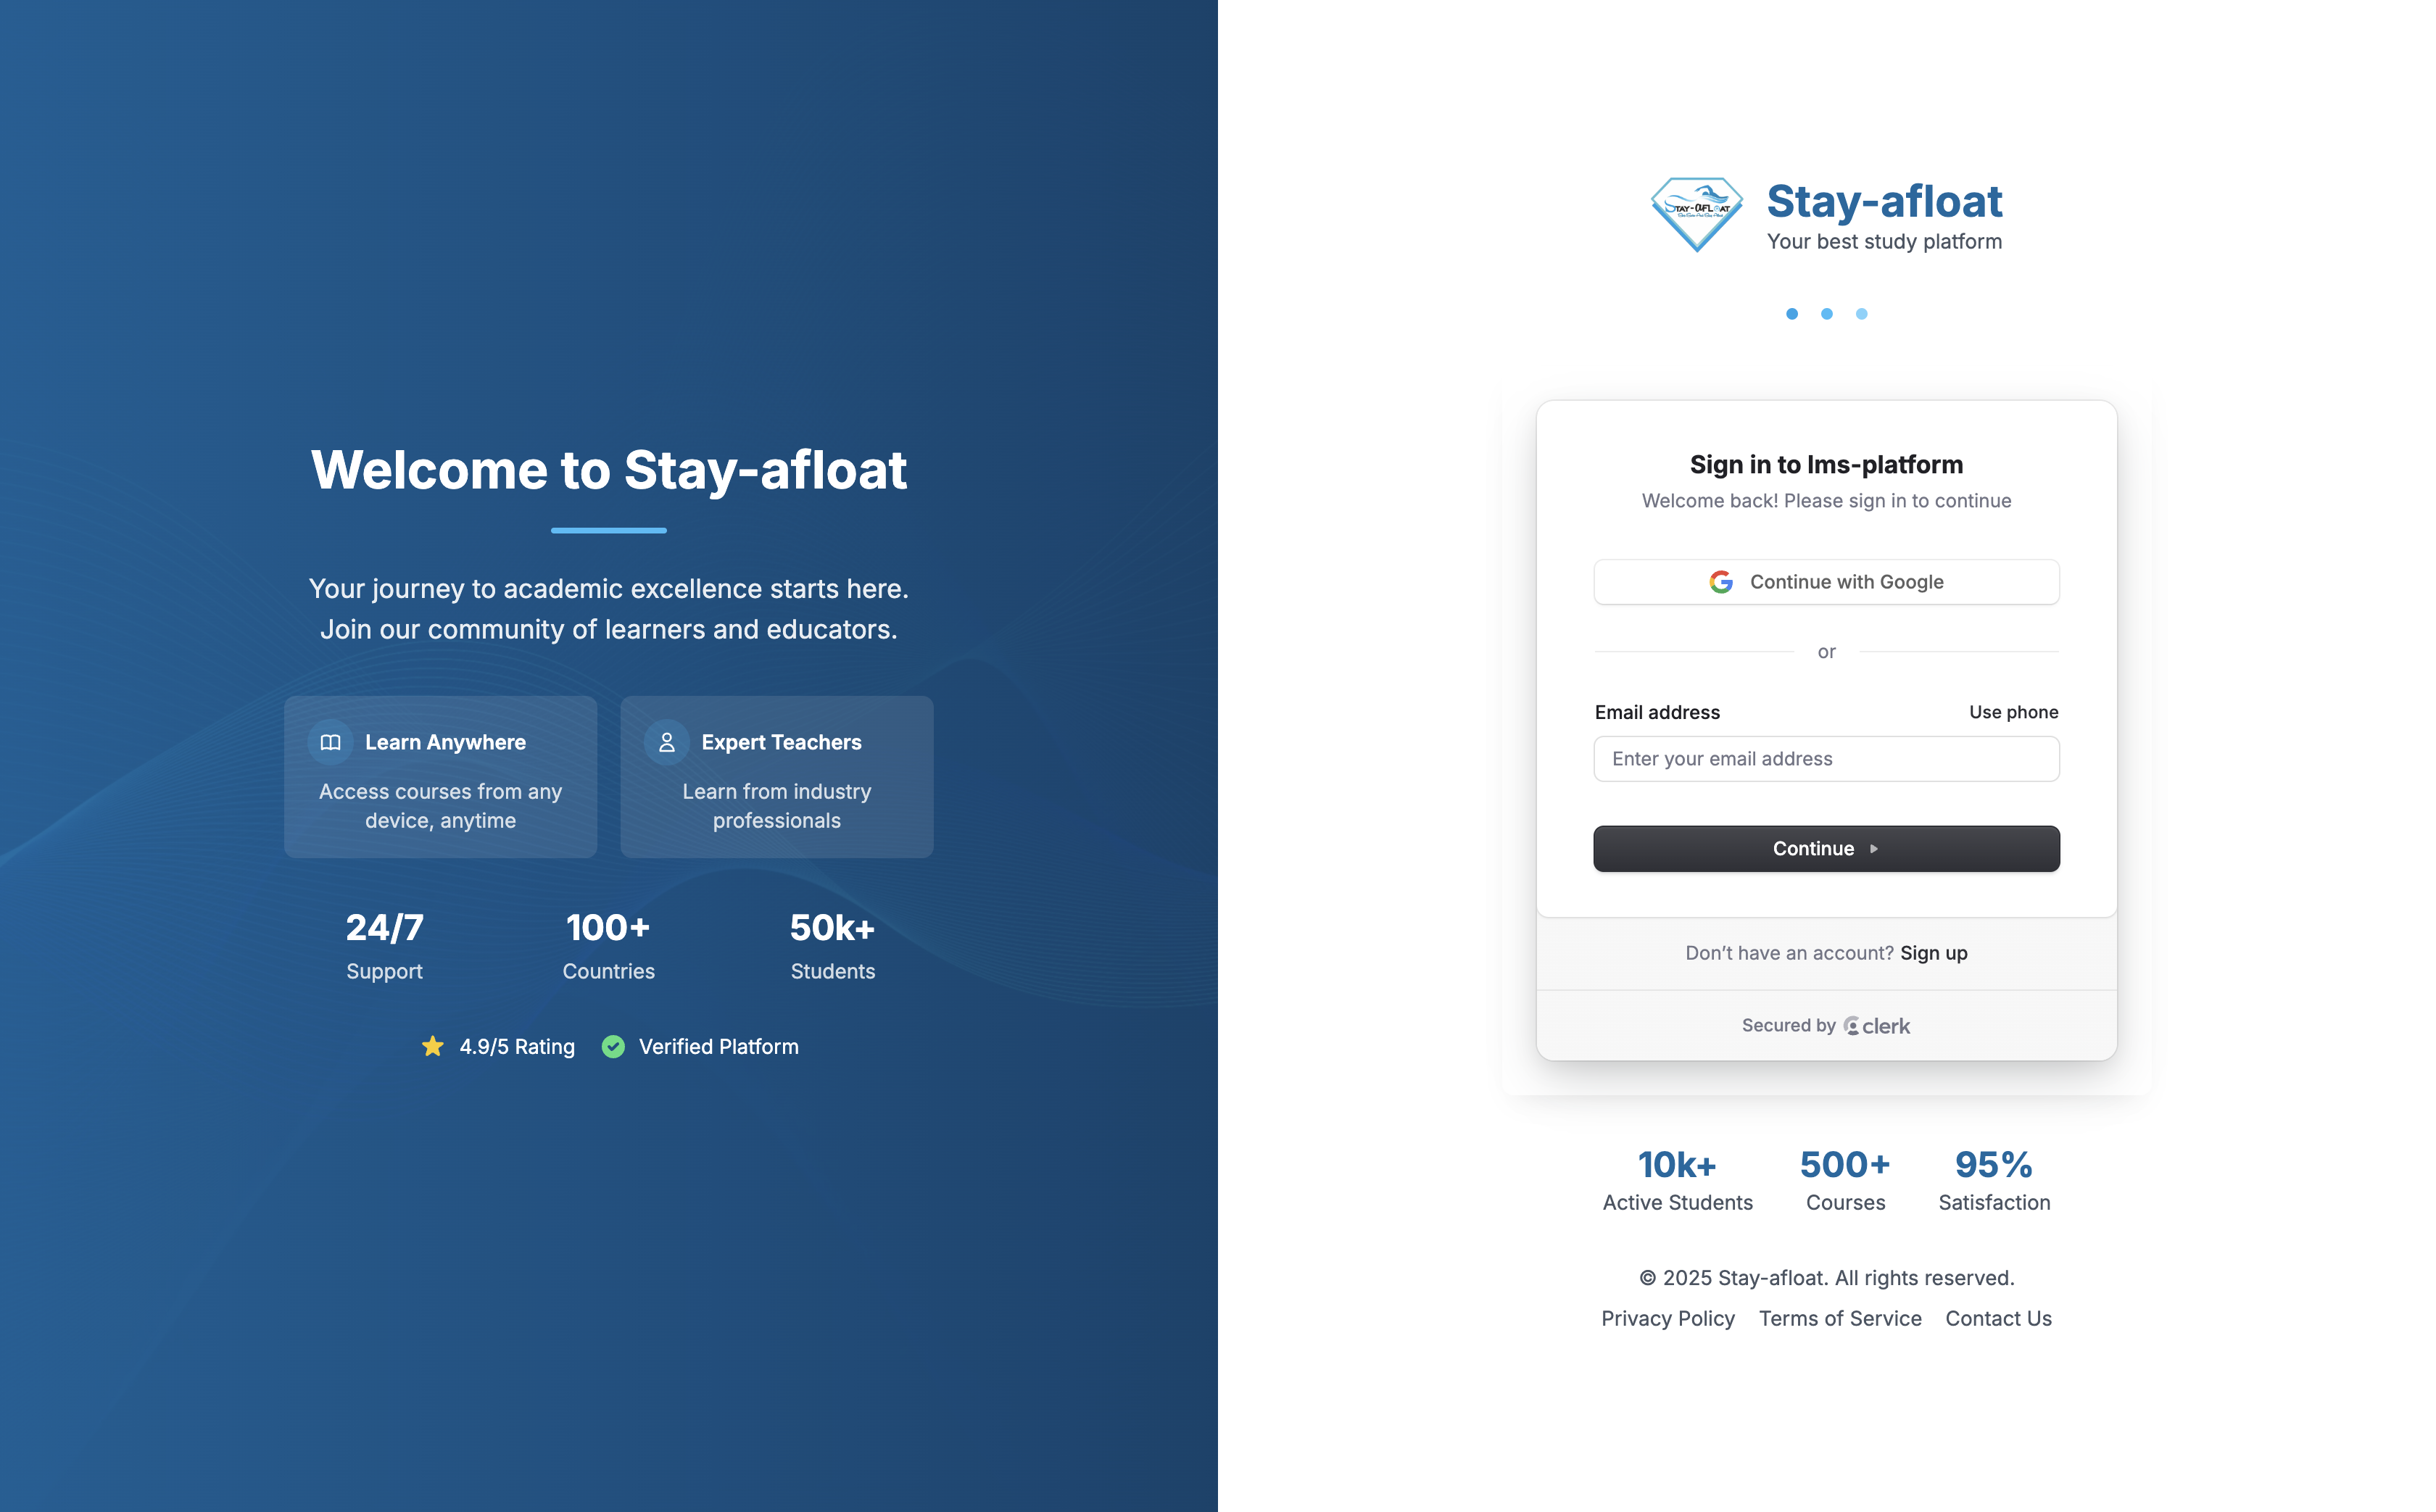 Welcome to Stay-afloat
Your journey to academic excellence starts here.
Join our community of learners and educators.
Learn Anywhere
Access courses from any
device, anytime
Expert Teachers
Learn from industry
professionals
24/7
Support
100+
Countries
50k+
Students
4.9/5 Rating
Verified Platform
STAY-aFLOAT
Stay-afloat
Your best study platform
Sign in to lms-platform
Welcome back! Please sign in to continue
Continue with Google
or
Email address
Use phone
Enter your email address
Continue
Don’t have an account? Sign up
Secured by clerk
10k+
Active Students
500+
Courses
95%
Satisfaction
© 2025 Stay-afloat. All rights reserved.
Privacy Policy
Terms of Service
Contact Us